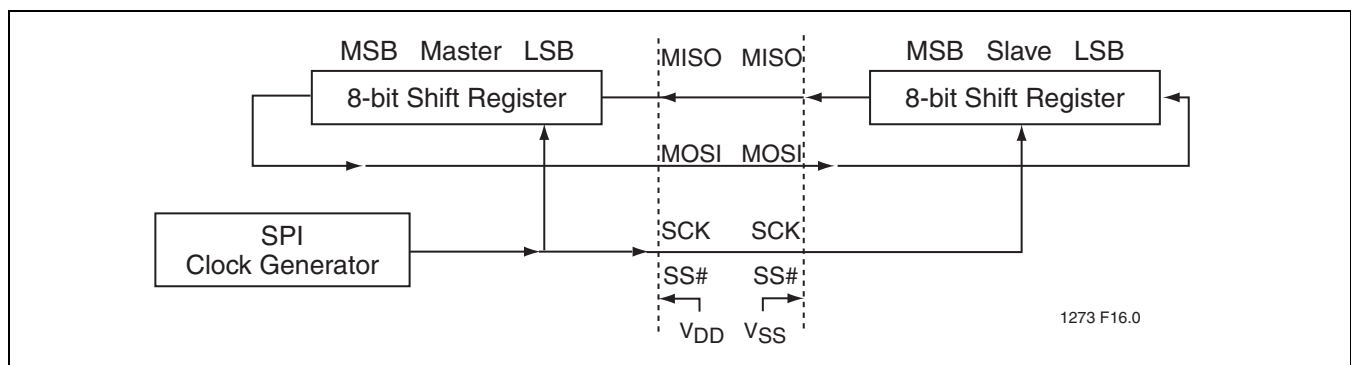 MSB Master LSB
MISO MISO
MSB Slave LSB
8-bit Shift Register
8-bit Shift Register
MOSI MOSI
SPI
Clock Generator
SCK SCK
SS# SS#
VDD VSS
1273 F16.0